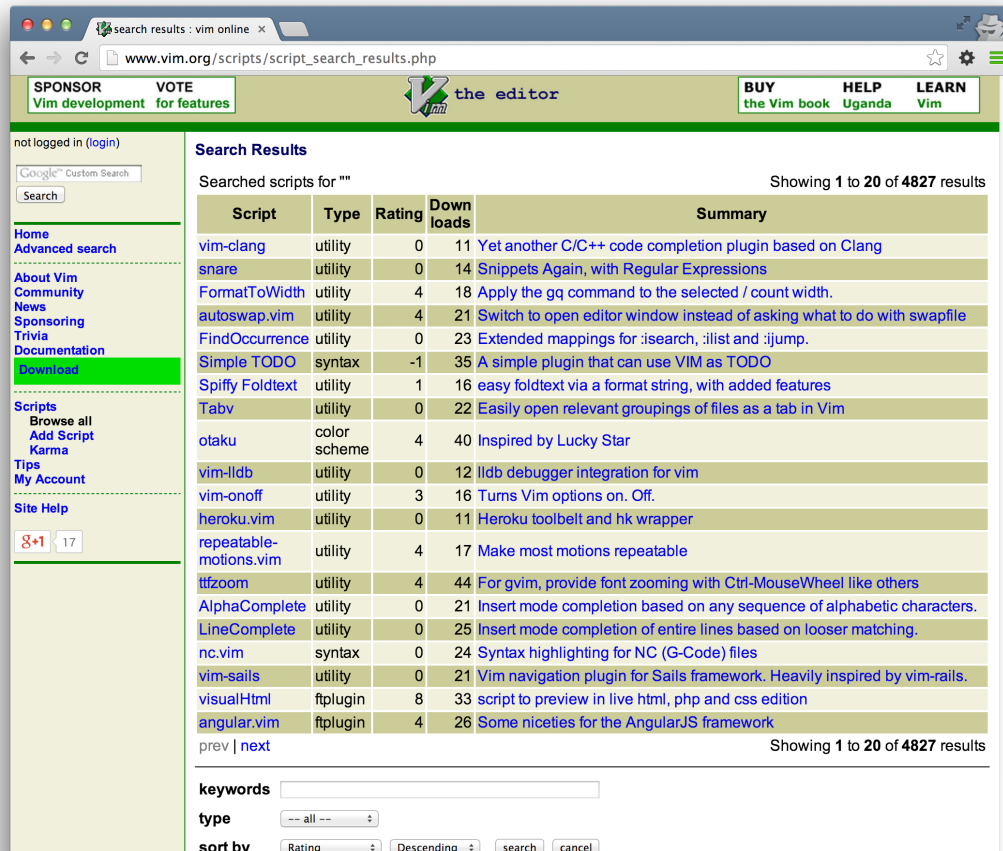 search results : vim online ×
www.vim.org/scripts/script_search_results.php
SPONSOR VOTE
Vim development for features
Vim the editor
BUY HELP LEARN
the Vim book Uganda Vim
not logged in (login)
Google™ Custom Search
Search
Home
Advanced search
About Vim
Community
News
Sponsoring
Trivia
Documentation
Download
Scripts
Browse all
Add Script
Karma
Tips
My Account
Site Help
g+1 17
Search Results
Searched scripts for "" Showing 1 to 20 of 4827 results
Script Type Rating Down
loads Summary
vim-clang utility 0 11 Yet another C/C++ code completion plugin based on Clang
snare utility 0 14 Snippets Again, with Regular Expressions
FormatToWidth utility 4 18 Apply the gq command to the selected / count width.
autoswap.vim utility 4 21 Switch to open editor window instead of asking what to do with swapfile
FindOccurrence utility 0 23 Extended mappings for :isearch, :ilist and :ijump.
Simple TODO syntax -1 35 A simple plugin that can use VIM as TODO
Spiffy Foldtext utility 1 16 easy foldtext via a format string, with added features
Tabv utility 0 22 Easily open relevant groupings of files as a tab in Vim
otaku color
scheme 4 40 Inspired by Lucky Star
vim-lldb utility 0 12 lldb debugger integration for vim
vim-onoff utility 3 16 Turns Vim options on. Off.
heroku.vim utility 0 11 Heroku toolbelt and hk wrapper
repeatable-
motions.vim utility 4 17 Make most motions repeatable
ttfzoom utility 4 44 For gvim, provide font zooming with Ctrl-MouseWheel like others
AlphaComplete utility 0 21 Insert mode completion based on any sequence of alphabetic characters.
LineComplete utility 0 25 Insert mode completion of entire lines based on looser matching.
nc.vim syntax 0 24 Syntax highlighting for NC (G-Code) files
vim-sails utility 0 21 Vim navigation plugin for Sails framework. Heavily inspired by vim-rails.
visualHtml ftplugin 8 33 script to preview in live html, php and css edition
angular.vim ftplugin 4 26 Some niceties for the AngularJS framework
prev | next Showing 1 to 20 of 4827 results
keywords
type -- all --
sort by Rating Descending search cancel